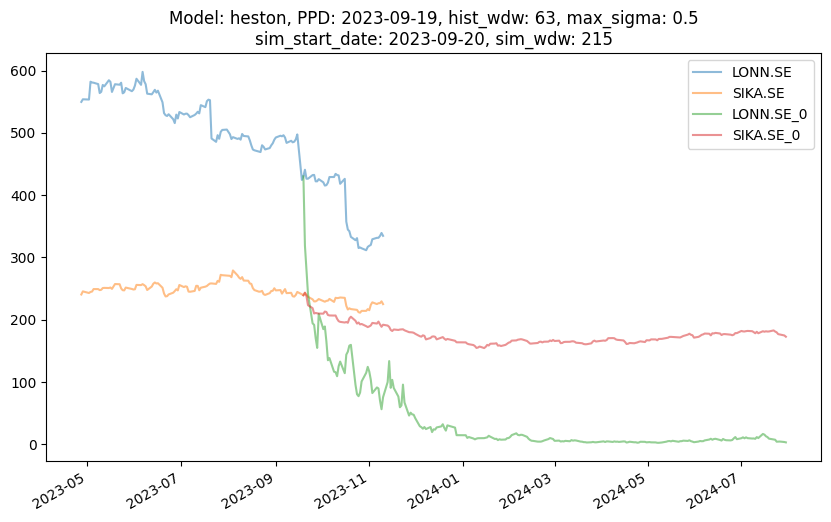 Model: heston, PPD: 2023-09-19, hist_wdw: 63, max_sigma: 0.5
sim_start_date: 2023-09-20, sim_wdw: 215
LONN.SE
SIKA.SE
LONN.SE_0
SIKA.SE_0
600
500
400
300
200
100
0
2023-05
2023-07
2023-09
2023-11
2024-01
2024-03
2024-05
2024-07